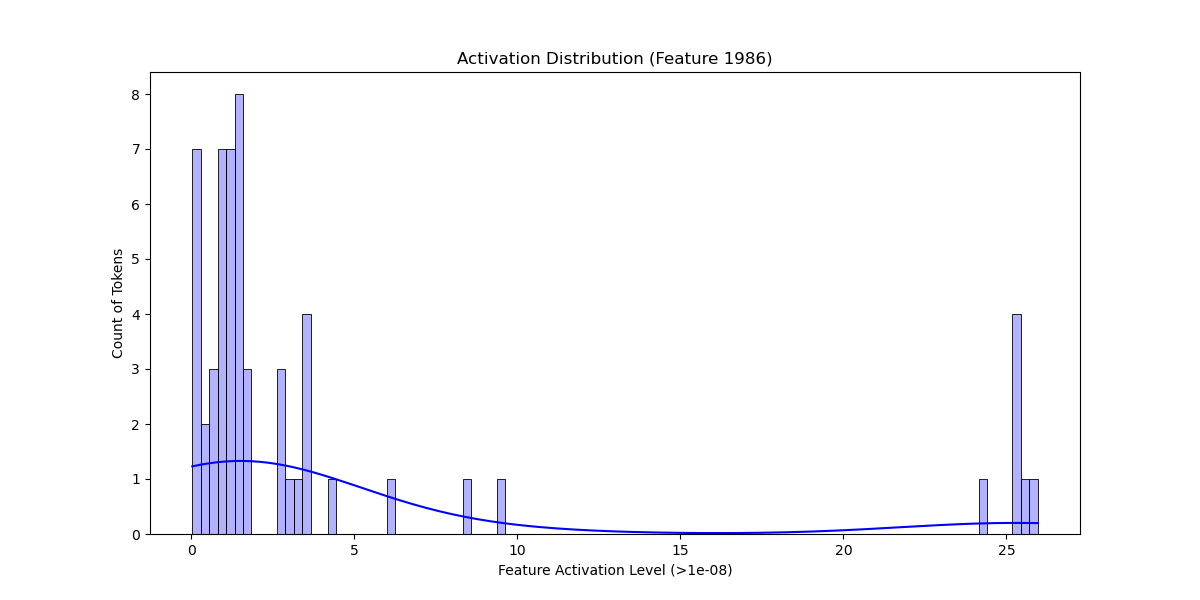 Activation Distribution (Feature 1986)
8
7
6
5
4
3
2
1
0
Count of Tokens
0 5 10 15 20 25
Feature Activation Level (>1e-08)